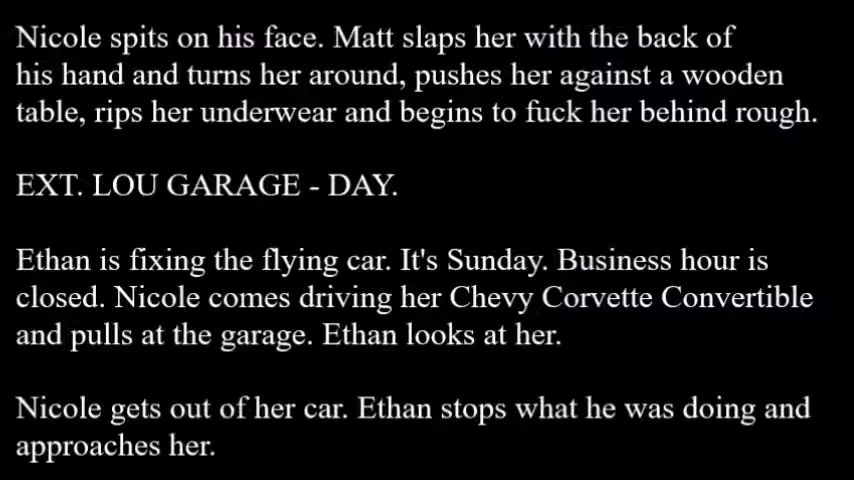 Nicole spits on his face. Matt slaps her with the back of
his hand and turns her around, pushes her against a wooden
table, rips her underwear and begins to fuck her behind rough.
EXT. LOU GARAGE - DAY.
Ethan is fixing the flying car. It's Sunday. Business hour is
closed. Nicole comes driving her Chevy Corvette Convertible
and pulls at the garage. Ethan looks at her.
Nicole gets out of her car. Ethan stops what he was doing and
approaches her.